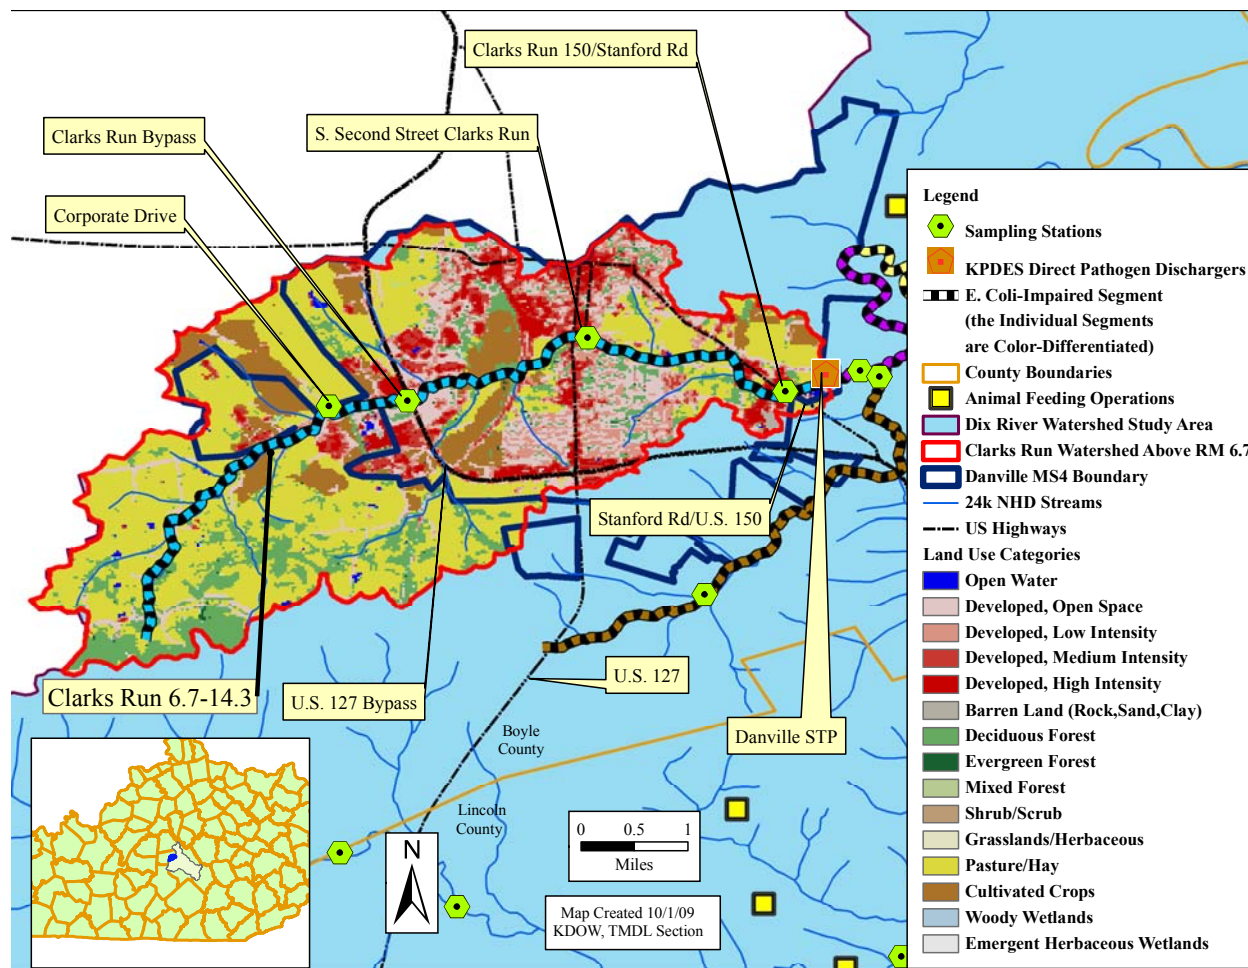 Clarks Run 150/Stanford Rd
Clarks Run Bypass
S. Second Street Clarks Run
Corporate Drive
Stanford Rd/U.S. 150
Clarks Run 6.7-14.3
U.S. 127 Bypass
U.S. 127
Danville STP
Boyle
County
Lincoln
County
N
0 0.5 1
Miles
Map Created 10/1/09
KDOW, TMDL Section
Legend
Sampling Stations
KPDES Direct Pathogen Dischargers
E. Coli-Impaired Segment
(the Individual Segments
are Color-Differentiated)
County Boundaries
Animal Feeding Operations
Dix River Watershed Study Area
Clarks Run Watershed Above RM 6.7
Danville MS4 Boundary
24k NHD Streams
US Highways
Land Use Categories
Open Water
Developed, Open Space
Developed, Low Intensity
Developed, Medium Intensity
Developed, High Intensity
Barren Land (Rock,Sand,Clay)
Deciduous Forest
Evergreen Forest
Mixed Forest
Shrub/Scrub
Grasslands/Herbaceous
Pasture/Hay
Cultivated Crops
Woody Wetlands
Emergent Herbaceous Wetlands